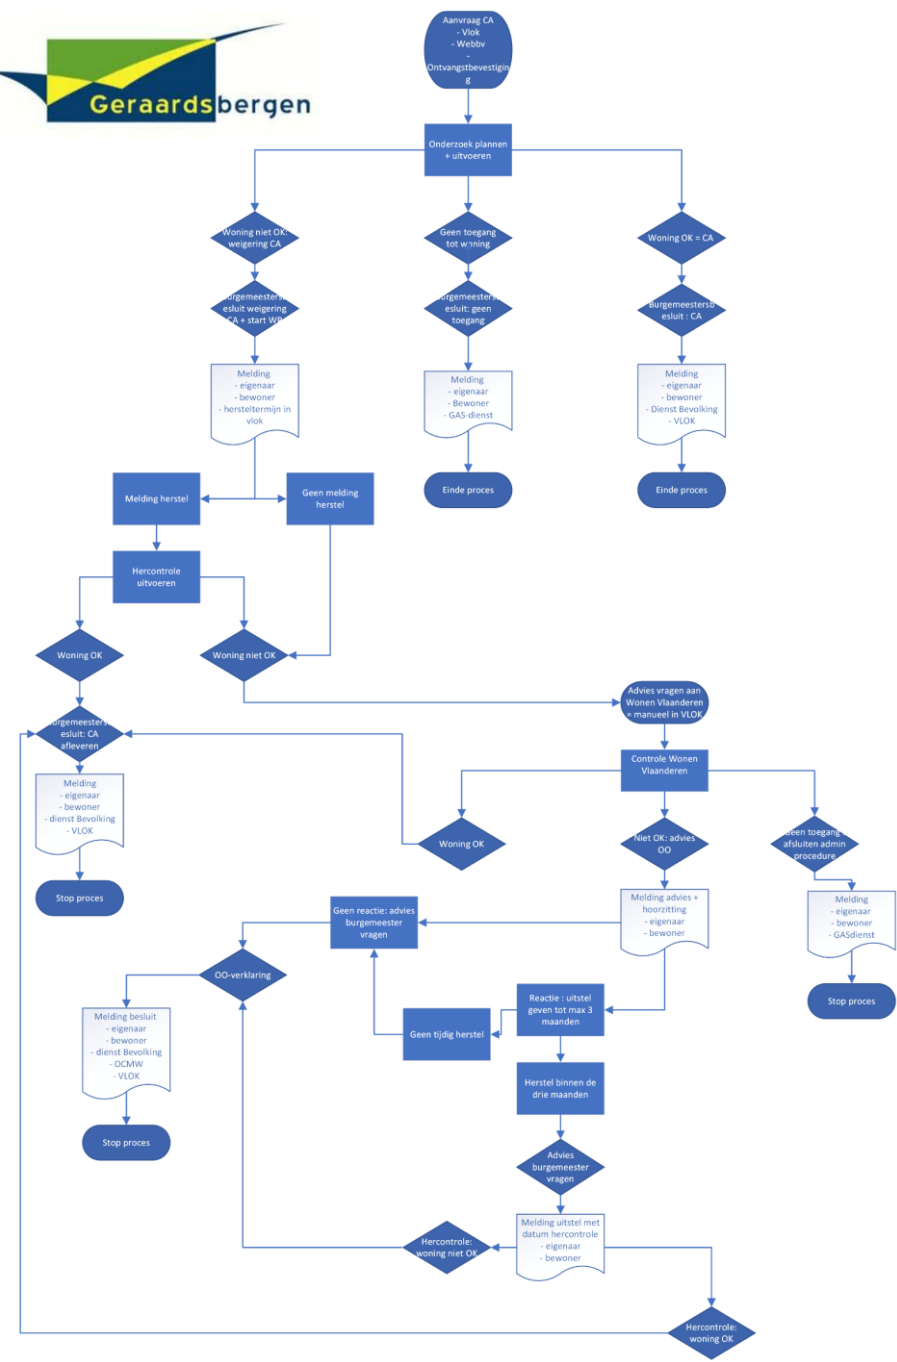 Geraardsbergen
Aanvraag CA
- Vlok
- Webbv
-
Ontvangstbevestigin
g
Onderzoek plannen
+ uitvoeren
Woning niet OK:
weigering CA
Geen toegang
tot woning
Woning OK = CA
Burgemeestersb
esluit weigering
CA + start WP
Burgemeestersb
esluit: geen
toegang
Burgemeestersb
esluit : CA
Melding
- eigenaar
- bewoner
- hersteltermijn in
vlok
Melding
- eigenaar
- Bewoner
- GAS-dienst
Melding
- eigenaar
- bewoner
- Dienst Bevolking
- VLOK
Einde proces
Einde proces
Melding herstel
Geen melding
herstel
Hercontrole
uitvoeren
Woning OK
Woning niet OK
Advies vragen aan
Wonen Vlaanderen
= manueel in VLOK
Burgemeestersb
esluit: CA
afleveren
Controle Wonen
Vlaanderen
Melding
- eigenaar
- bewoner
- dienst Bevolking
- VLOK
Woning OK
Niet OK: advies
OO
Geen toegang :
afsluiten admin
procedure
Stop proces
Geen reactie: advies
burgemeester
vragen
Melding advies +
hoorzitting
- eigenaar
- bewoner
Melding
- eigenaar
- bewoner
- GASdienst
OO-verklaring
Reactie : uitstel
geven tot max 3
maanden
Stop proces
Geen tijdig herstel
Melding besluit
- eigenaar
- bewoner
- dienst Bevolking
- OCMW
- VLOK
Herstel binnen de
drie maanden
Stop proces
Advies
burgemeester
vragen
Melding uitstel met
datum hercontrole
- eigenaar
- bewoner
Hercontrole:
woning niet OK
Hercontrole:
woning OK